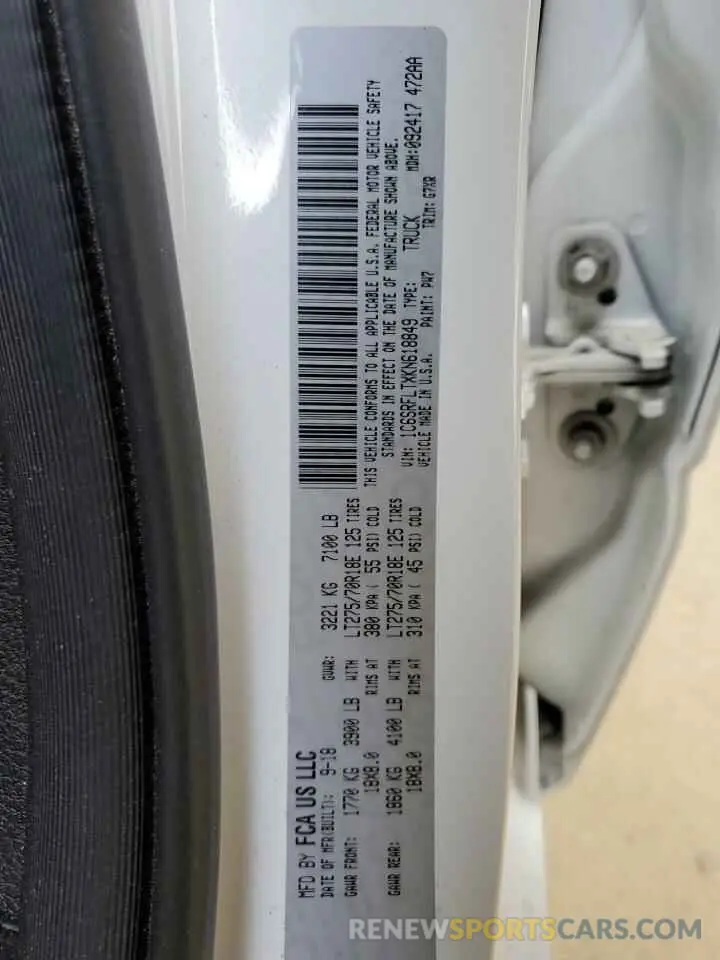 MFD BY FCA US LLC
DATE OF MFR(BUILT): 9-18 GVWR: 3221 KG 7100 LB
GAWR FRONT: 1770 KG 3900 LB WITH LT275/70R18E 125 TIRES
18X8.0 RIMS AT 380 KPA ( 55 PSI) COLD
GAWR REAR: 1860 KG 4100 LB WITH LT275/70R18E 125 TIRES
18X8.0 RIMS AT 310 KPA ( 45 PSI) COLD
THIS VEHICLE CONFORMS TO ALL APPLICABLE U.S.A. FEDERAL MOTOR VEHICLE SAFETY
STANDARDS IN EFFECT ON THE DATE OF MANUFACTURE SHOWN ABOVE.
VIN: 1C6SRFLTXKN618849 TYPE: TRUCK MDH:092417 472AA
VEHICLE MADE IN U.S.A. PAINT: PW7 TRIM: G7XR
RENEWSPORTSCARS.COM